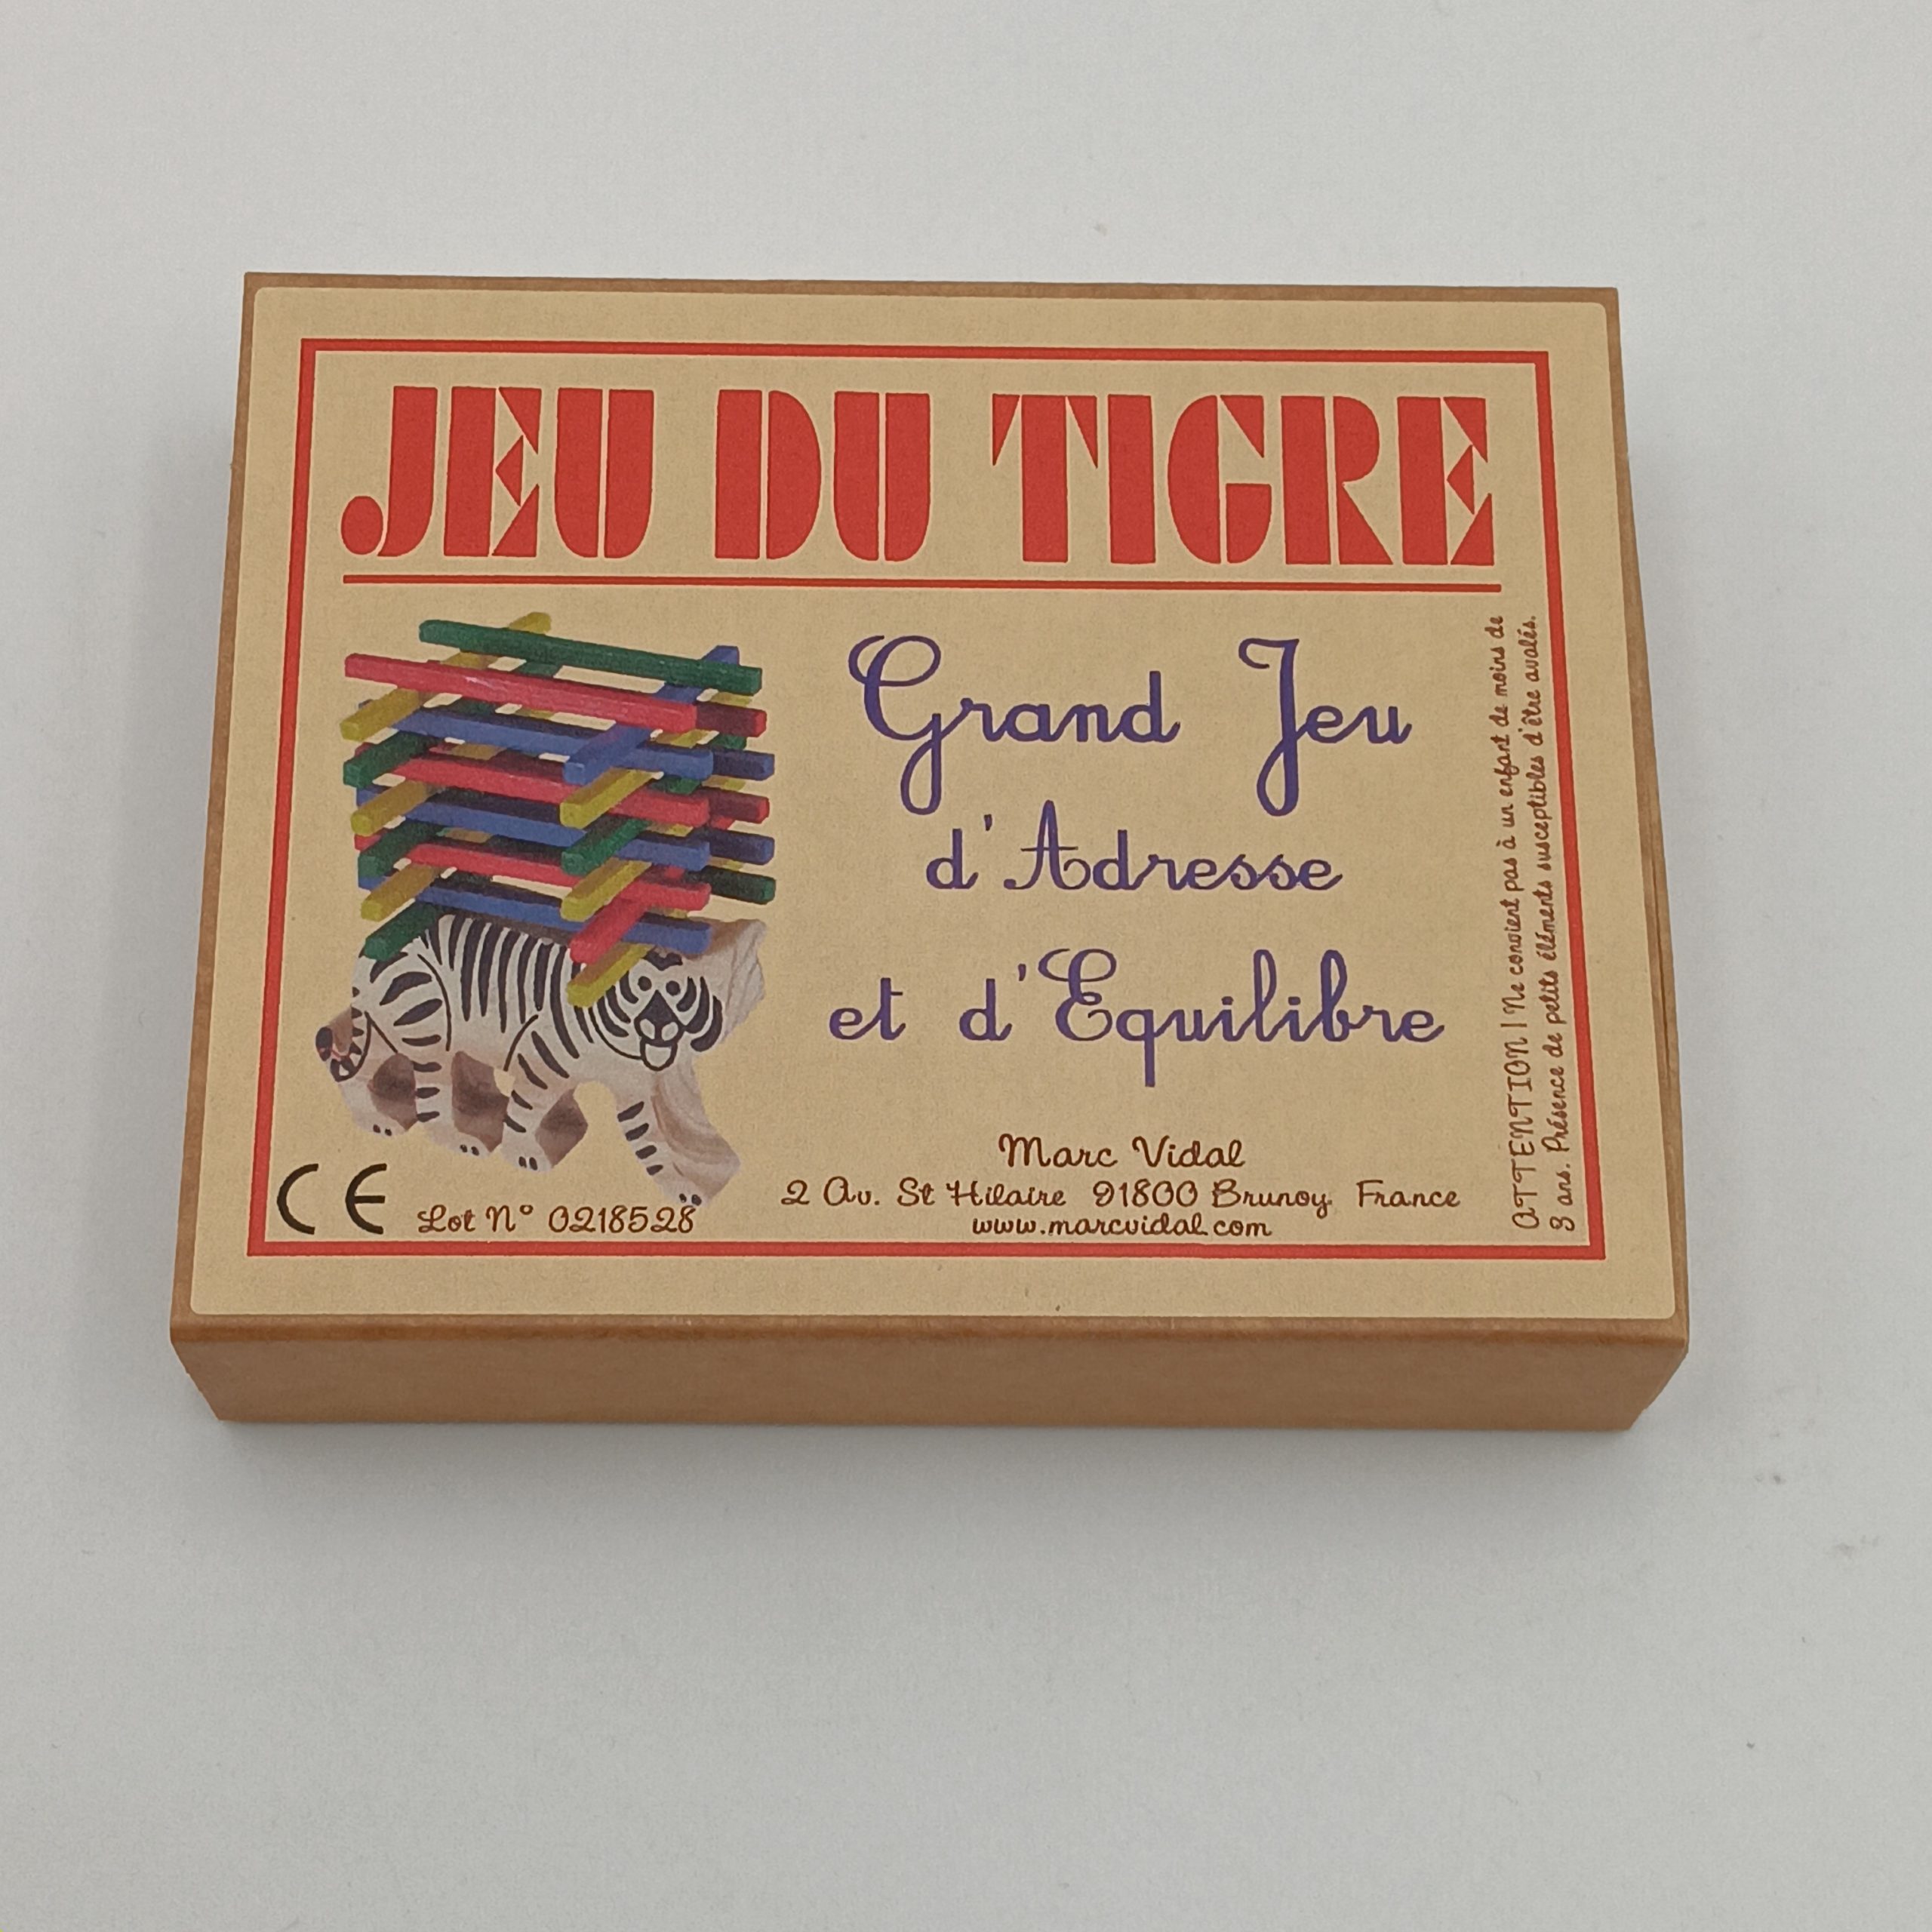 JEU DU TIGRE
Grand Jeu
d'Adresse
et d'Equilibre
Marc Vidal
2 Av. St Hilaire 91800 Brunoy France
www.marcvidal.com
CE
Lot N° 0218528
ATTENTION ! Ne convient pas à un enfant de moins de
3 ans. Présence de petits éléments susceptibles d'être avalés.